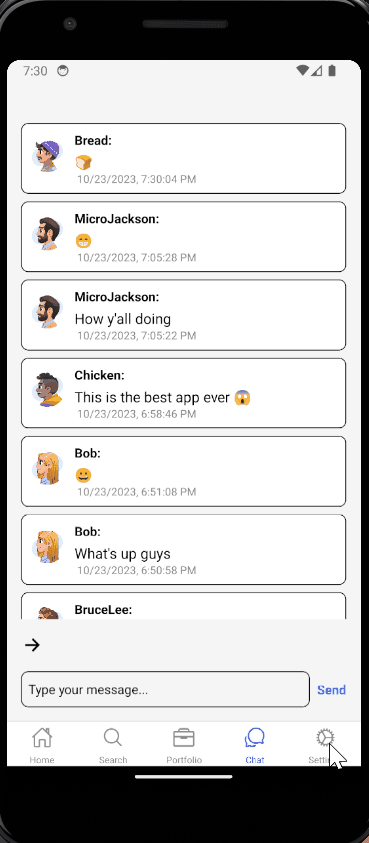 7:30
Bread:
🍞
10/23/2023, 7:30:04 PM
MicroJackson:
😁
10/23/2023, 7:05:28 PM
MicroJackson:
How y'all doing
10/23/2023, 7:05:22 PM
Chicken:
This is the best app ever 😱
10/23/2023, 6:58:46 PM
Bob:
😀
10/23/2023, 6:51:08 PM
Bob:
What's up guys
10/23/2023, 6:50:58 PM
BruceLee:
Type your message...
Send
Home Search Portfolio Chat